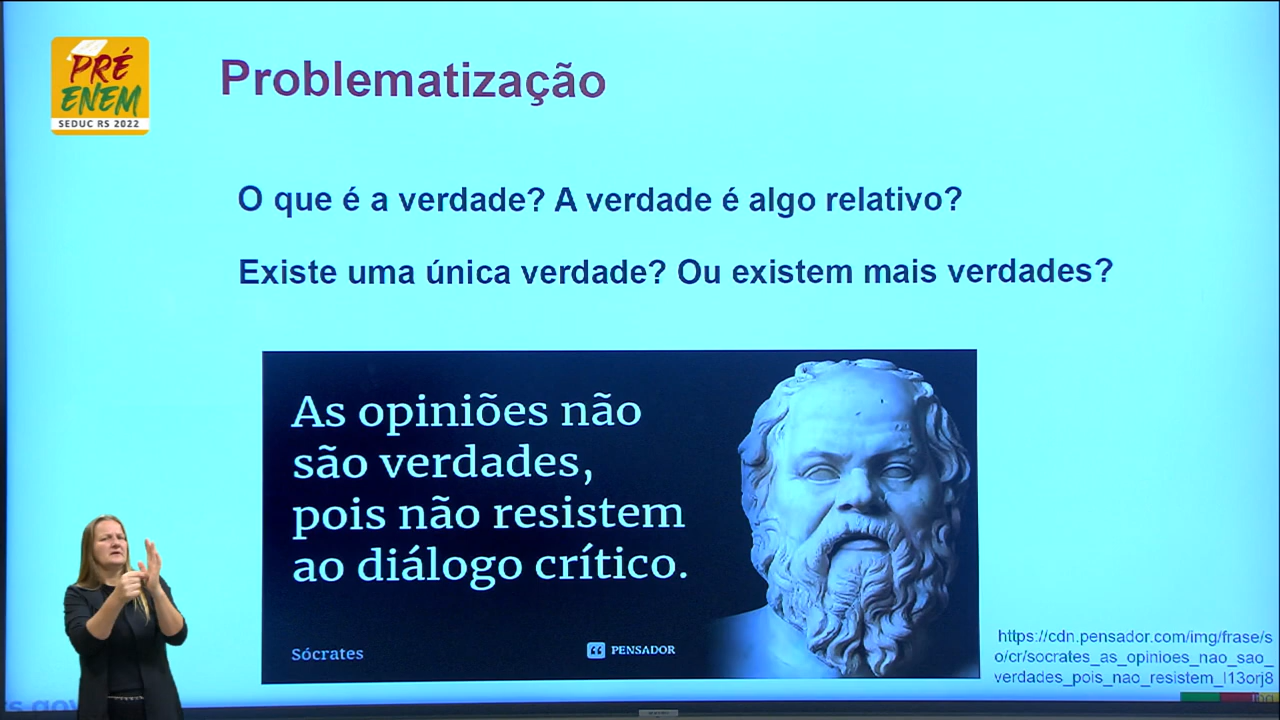 PRÉ
ENEM
SEDUC RS 2022
Problematização
O que é a verdade? A verdade é algo relativo?
Existe uma única verdade? Ou existem mais verdades?
As opiniões não
são verdades,
pois não resistem
ao diálogo crítico.
Sócrates
PENSADOR
https://cdn.pensador.com/img/frase/s
o/cr/socrates_as_opinioes_nao_sao_
verdades_pois_nao_resistem_l13orj8